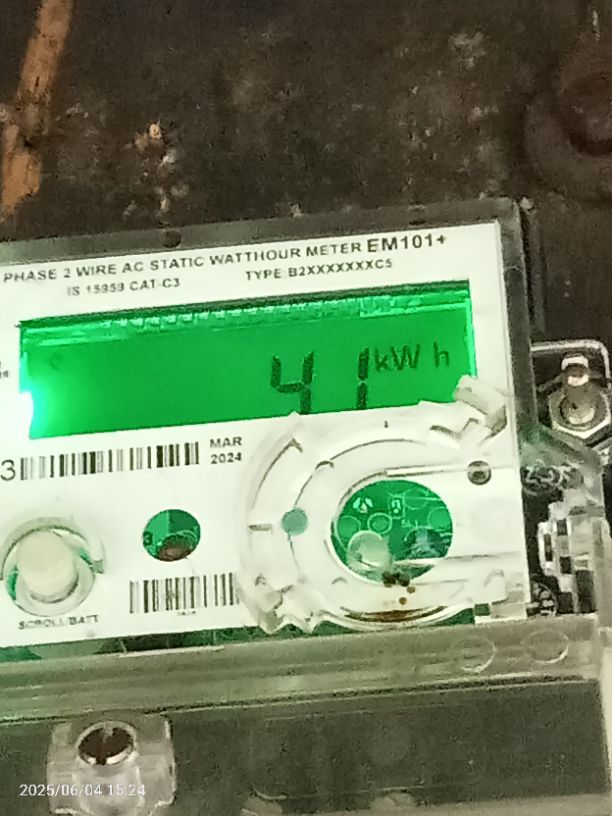 PHASE 2 WIRE AC STATIC WATTHOUR METER EM101+
IS 15959 CAT-C3 TYPE:B2XXXXXXXC5
41 kWh
3 MAR
2024
SCROLL/BATT
2025/06/04 15:24